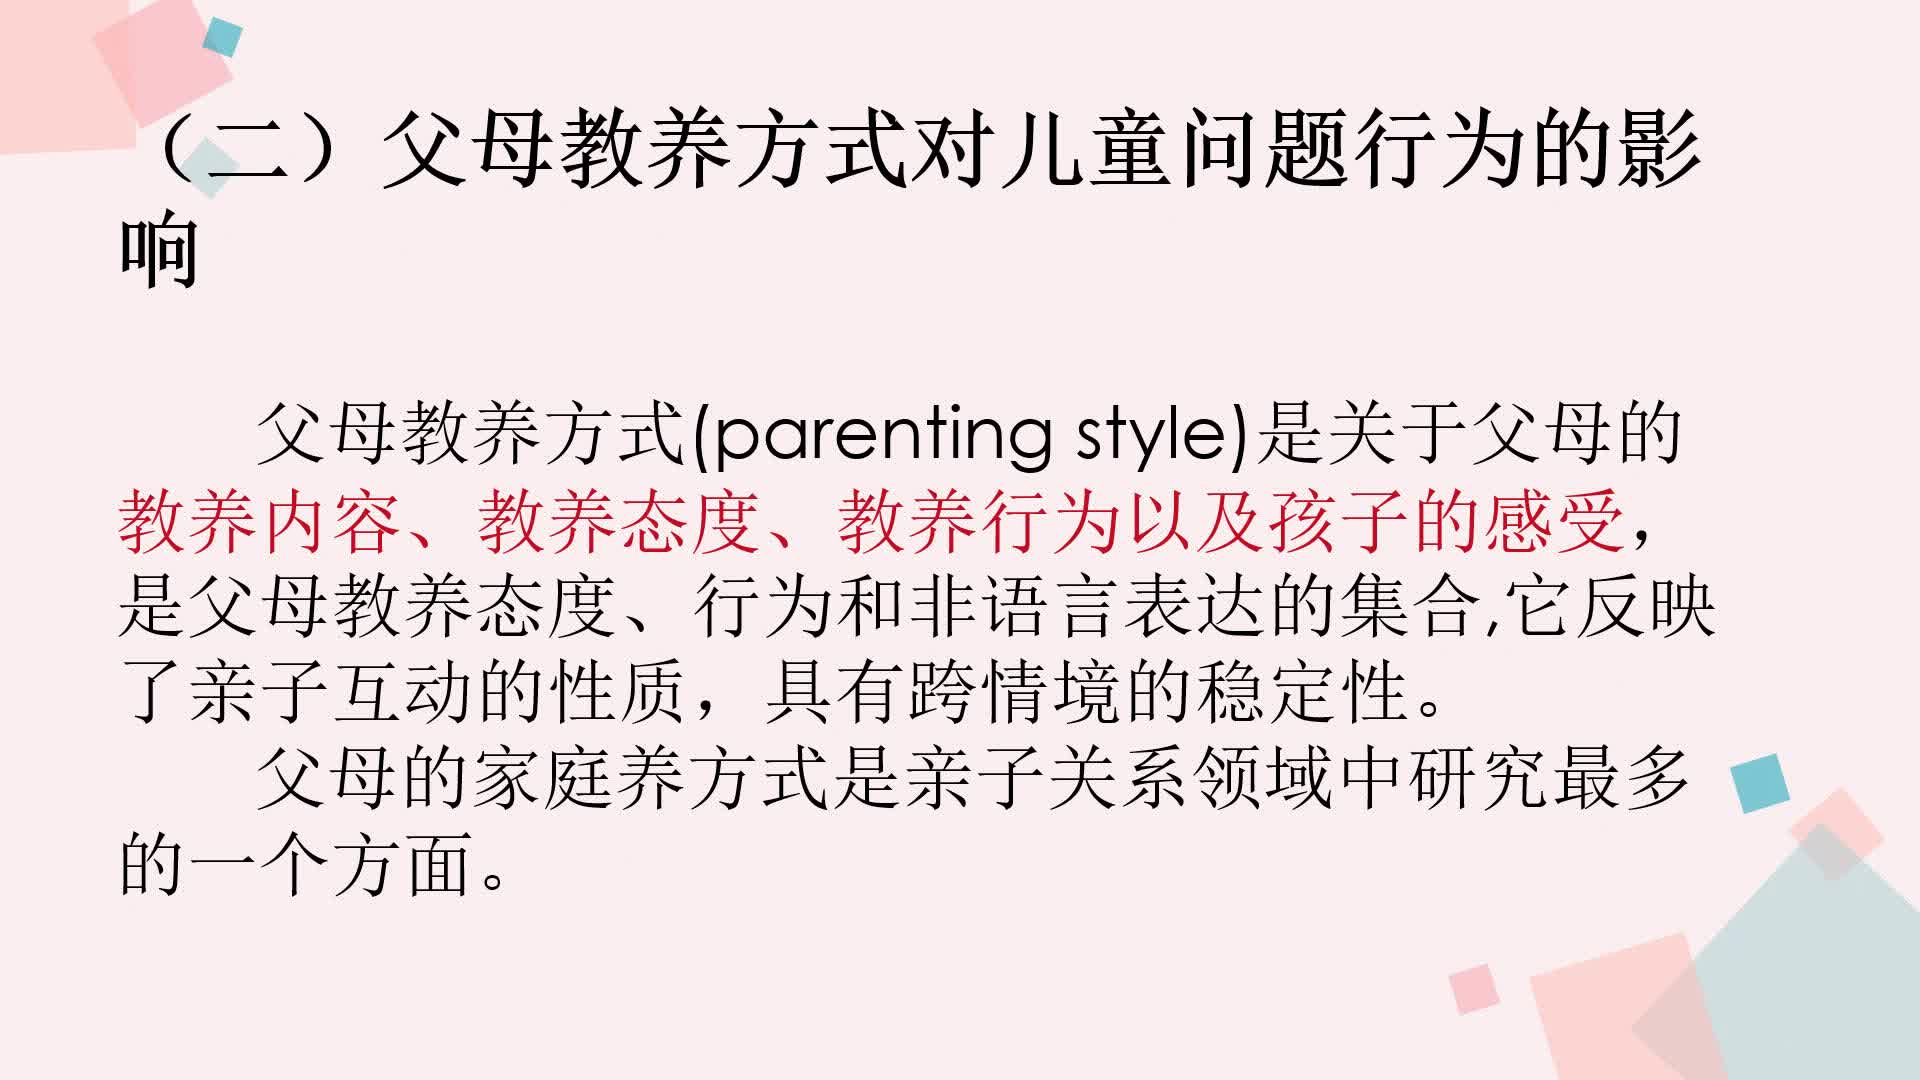 （二）父母教养方式对儿童问题行为的影
响
父母教养方式(parenting style)是关于父母的
教养内容、教养态度、教养行为以及孩子的感受，
是父母教养态度、行为和非语言表达的集合,它反映
了亲子互动的性质，具有跨情境的稳定性。
父母的家庭养方式是亲子关系领域中研究最多
的一个方面。